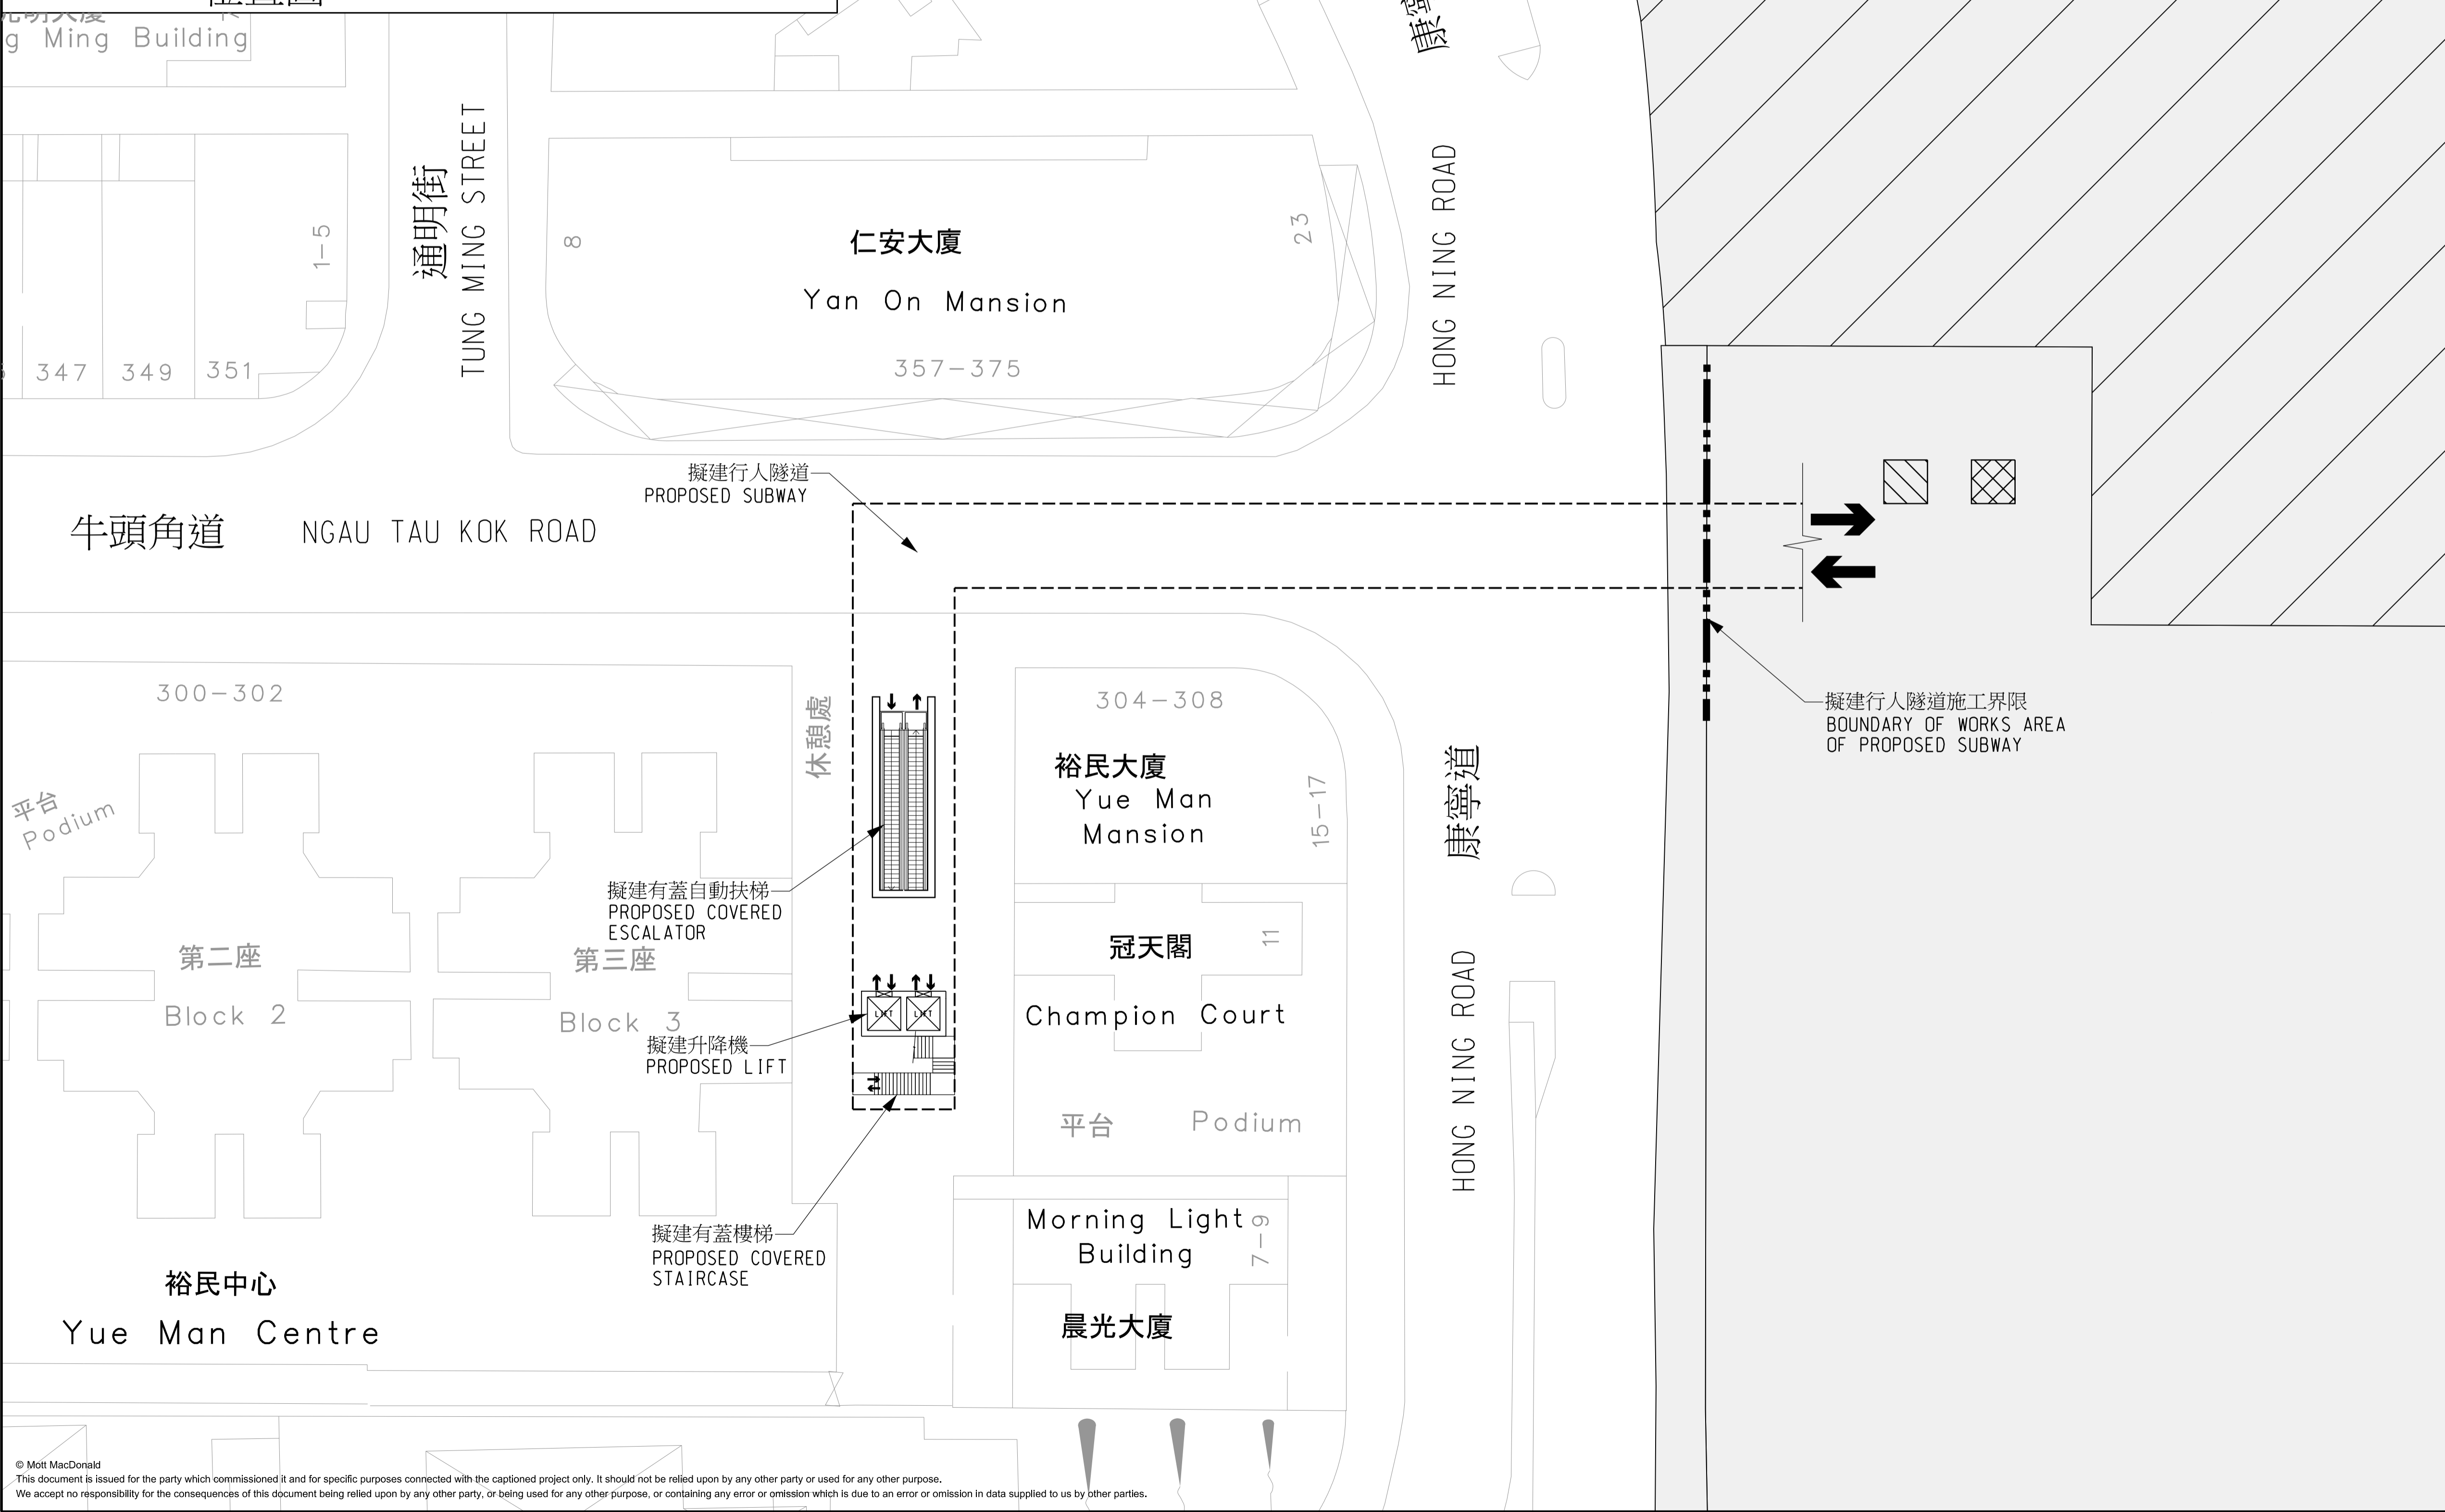 g Ming Building
1-5
347
349
351
通明街
TUNG MING STREET
8
仁安大廈
Yan On Mansion
357-375
23
HONG NING ROAD
擬建行人隧道
PROPOSED SUBWAY
牛頭角道 NGAU TAU KOK ROAD
擬建行人隧道施工界限
BOUNDARY OF WORKS AREA
OF PROPOSED SUBWAY
300-302
休憩處
304-308
裕民大廈
Yue Man
Mansion
15-17
康寧道
平台
Podium
擬建有蓋自動扶梯
PROPOSED COVERED
ESCALATOR
第二座
Block 2
第三座
Block 3
冠天閣
11
Champion Court
LIFT
LIFT
擬建升降機
PROPOSED LIFT
HONG NING ROAD
平台 Podium
擬建有蓋樓梯
PROPOSED COVERED
STAIRCASE
Morning Light
Building
7-9
晨光大廈
裕民中心
Yue Man Centre
© Mott MacDonald
This document is issued for the party which commissioned it and for specific purposes connected with the captioned project only. It should not be relied upon by any other party or used for any other purpose.
We accept no responsibility for the consequences of this document being relied upon by any other party, or being used for any other purpose, or containing any error or omission which is due to an error or omission in data supplied to us by other parties.